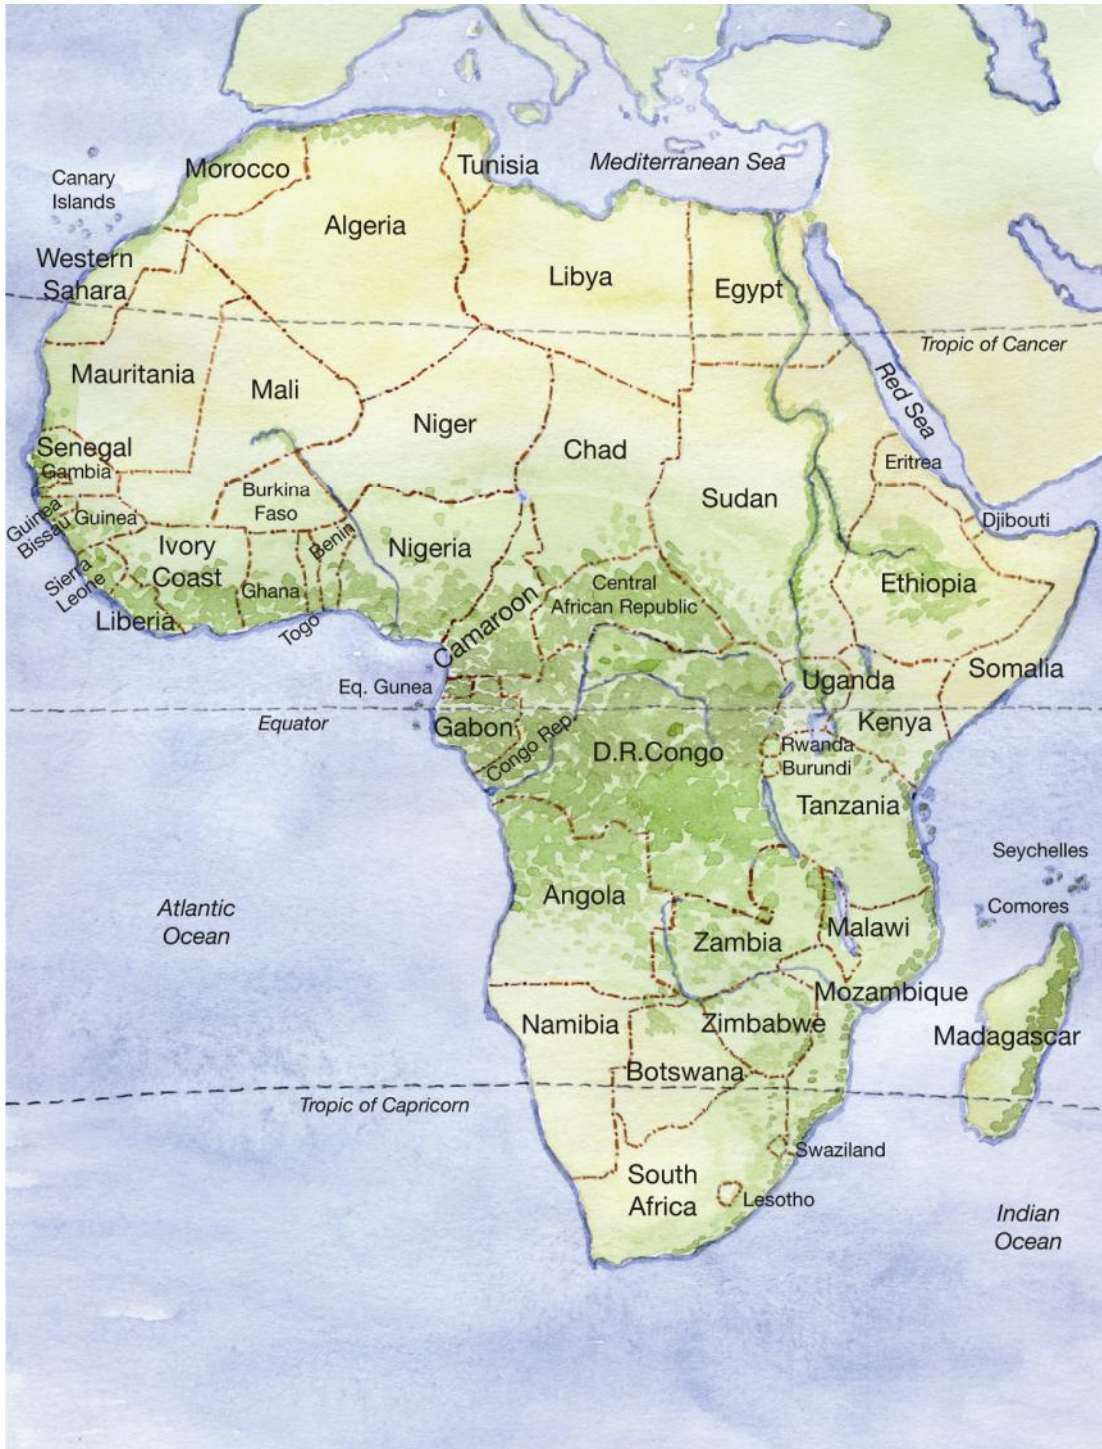 Mediterranean Sea
Morocco
Tunisia
Canary
Islands
Algeria
Western
Sahara
Libya
Egypt
Tropic of Cancer
Mauritania
Mali
Niger
Chad
Red Sea
Senegal
Gambia
Eritrea
Burkina
Faso
Sudan
Guinea
Bissau
Guinea
Djibouti
Ivory
Coast
Benin
Nigeria
Sierra
Leone
Ghana
Central
African Republic
Ethiopia
Liberia
Togo
Camaroon
Somalia
Eq. Gunea
Uganda
Equator
Gabon
Congo Rep.
Kenya
D.R.Congo
Rwanda
Burundi
Tanzania
Seychelles
Angola
Comores
Atlantic
Ocean
Zambia
Malawi
Mozambique
Namibia
Zimbabwe
Madagascar
Botswana
Tropic of Capricorn
Swaziland
South
Africa
Lesotho
Indian
Ocean